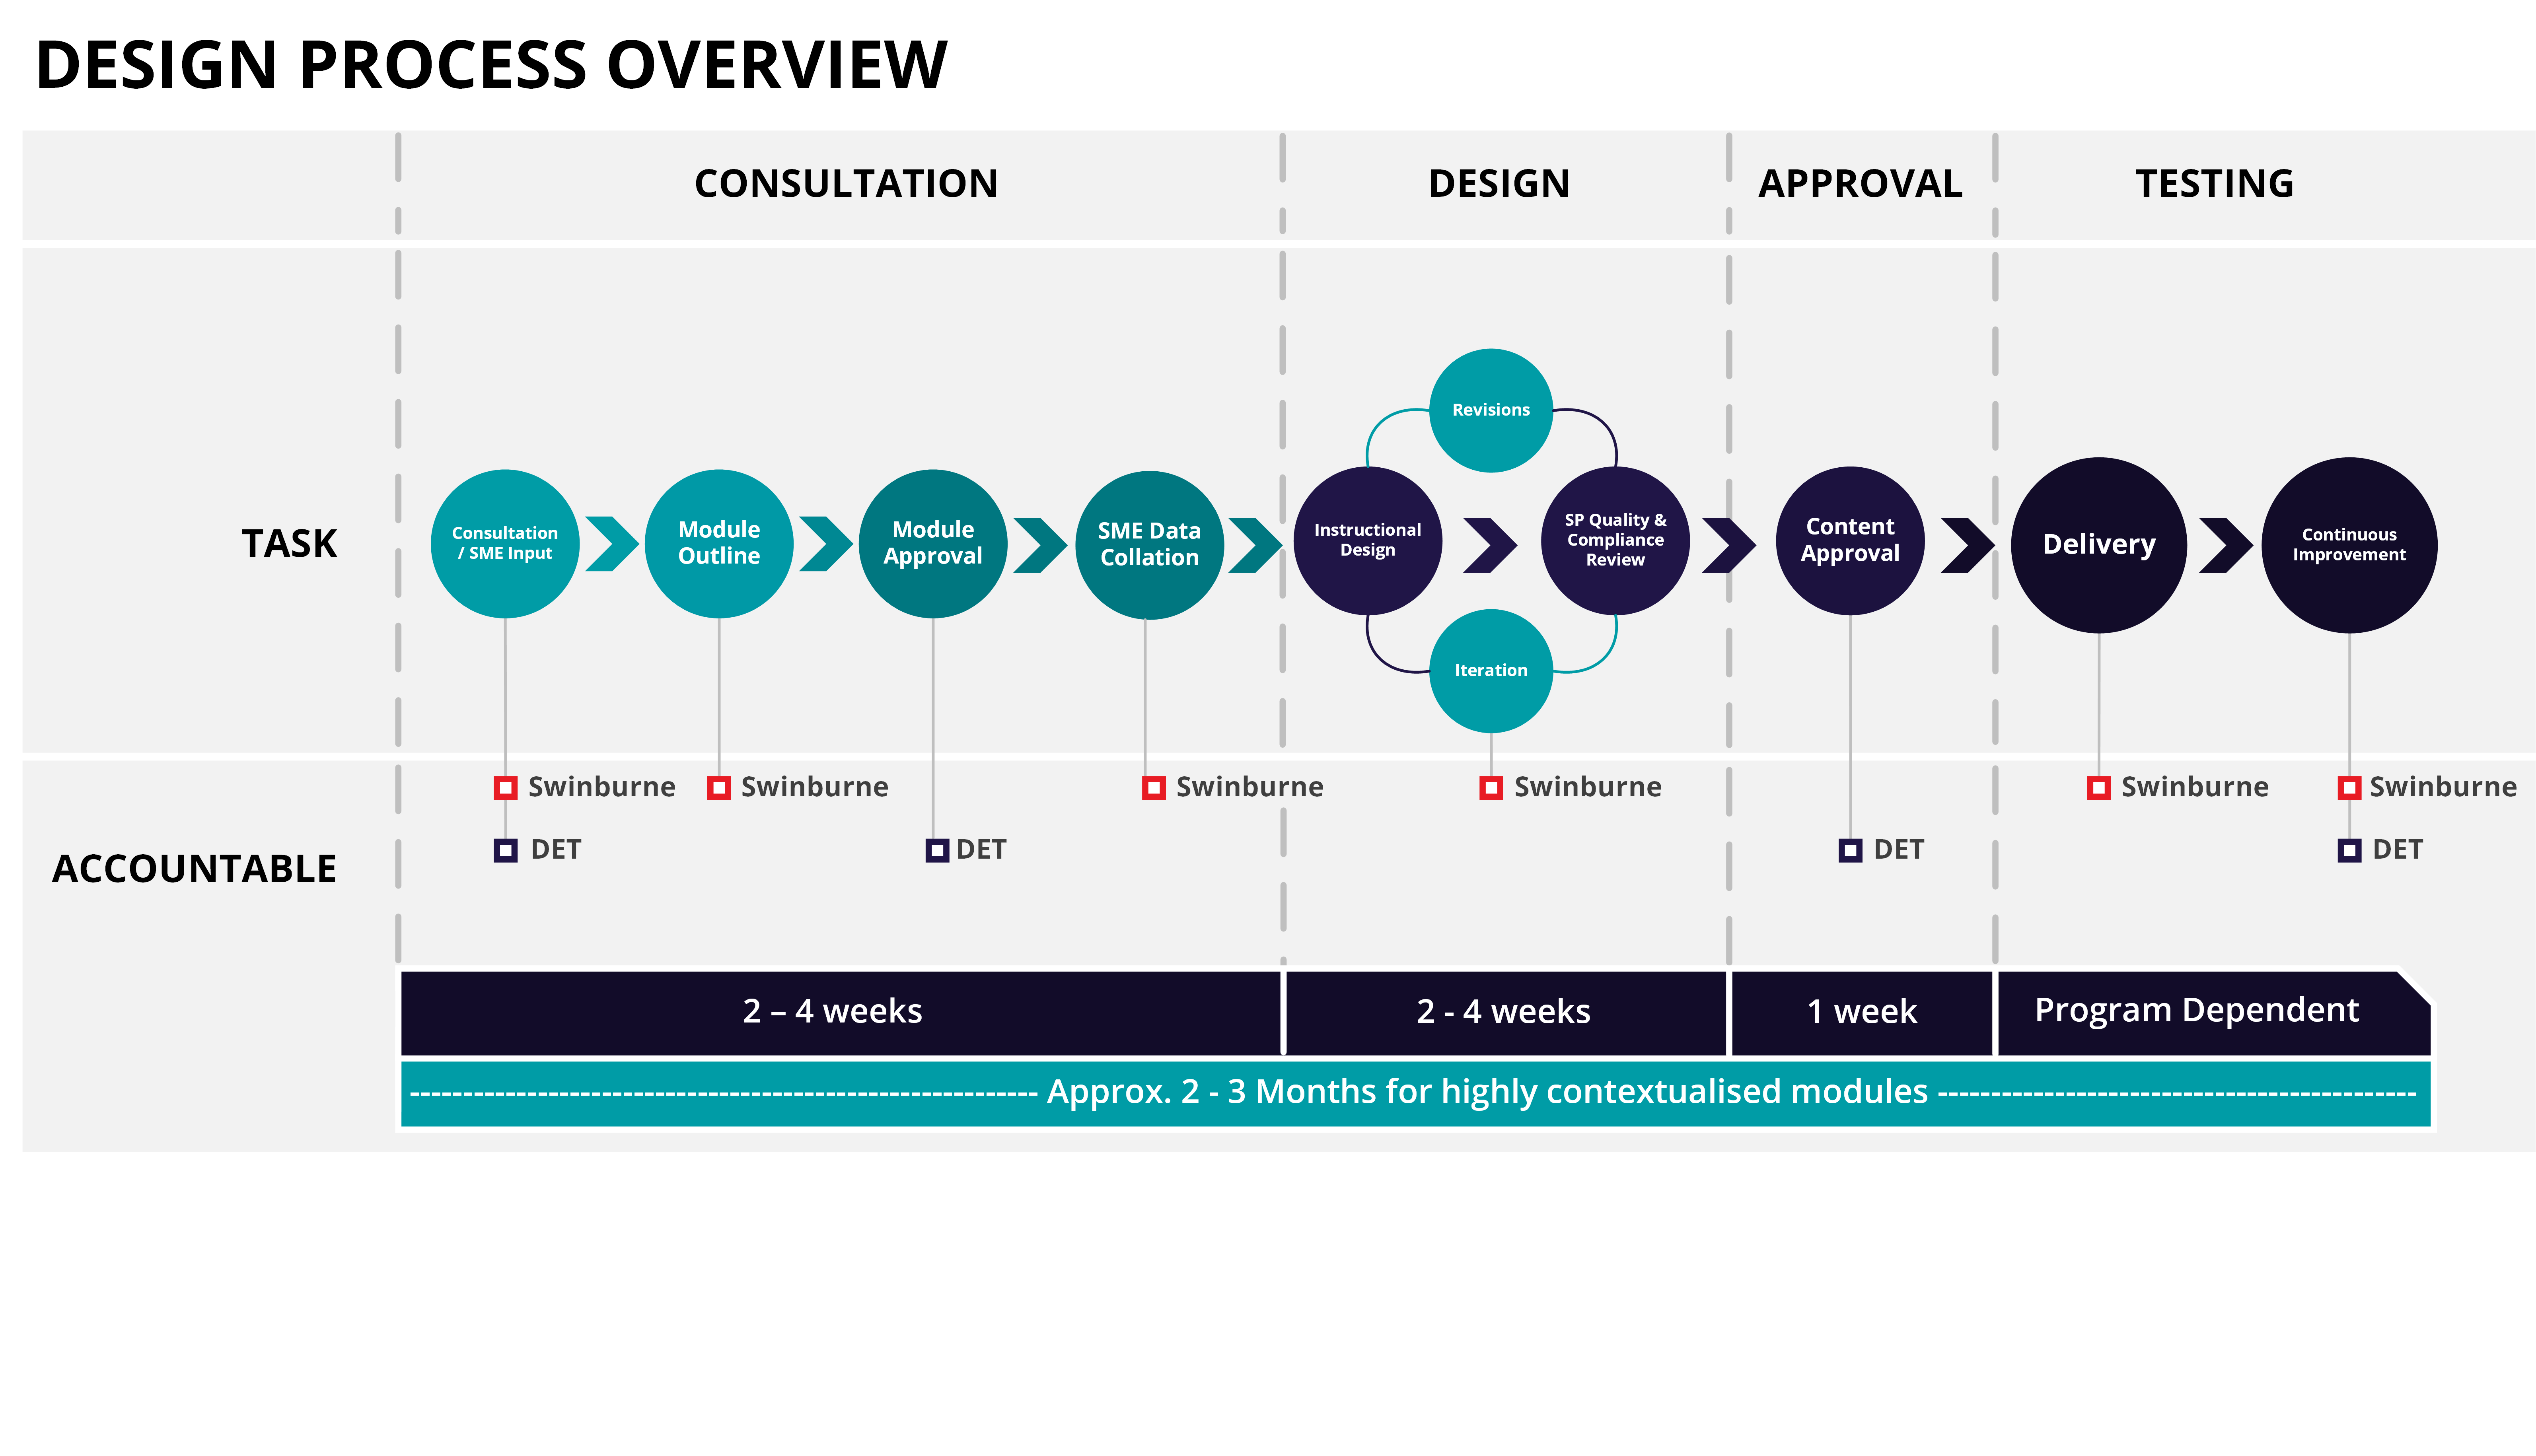 DESIGN PROCESS OVERVIEW
CONSULTATION
DESIGN
APPROVAL
TESTING
TASK
Consultation
/ SME Input
Module
Outline
Module
Approval
SME Data
Collation
Revisions
Instructional
Design
SP Quality &
Compliance
Review
Iteration
Content
Approval
Delivery
Continuous
Improvement
ACCOUNTABLE
Swinburne
DET
Swinburne
DET
Swinburne
Swinburne
DET
Swinburne
Swinburne
DET
2 – 4 weeks
2 - 4 weeks
1 week
Program Dependent
Approx. 2 - 3 Months for highly contextualised modules